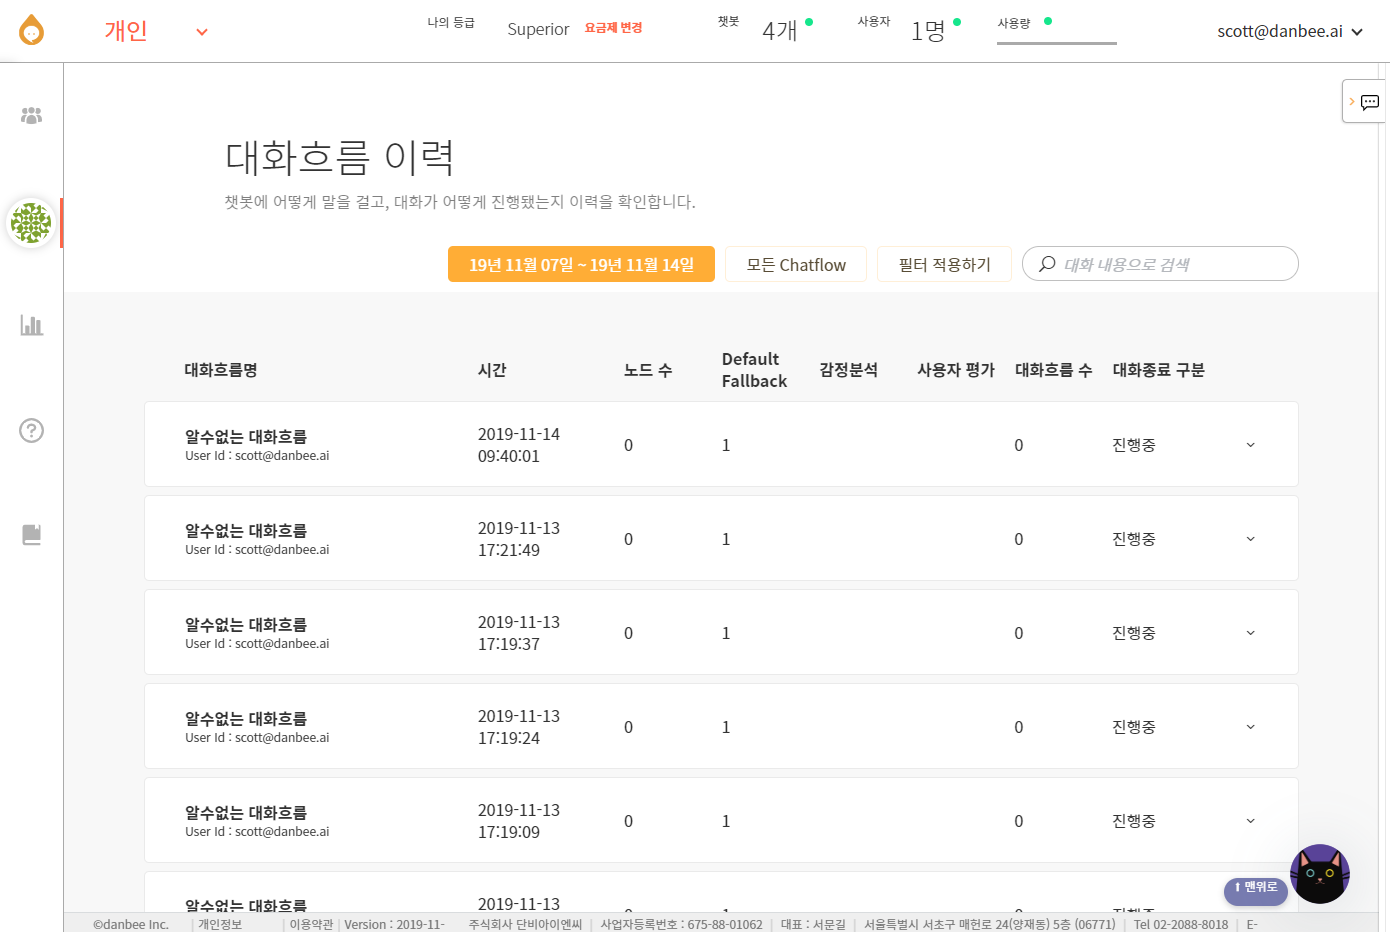 개인
나의 등급 Superior 요금제 변경
챗봇 4개
사용자 1명
사용량
scott@danbee.ai
대화흐름 이력
챗봇에 어떻게 말을 걸고, 대화가 어떻게 진행됐는지 이력을 확인합니다.
19년 11월 07일 ~ 19년 11월 14일 모든 Chatflow 필터 적용하기 대화 내용으로 검색
대화흐름명 시간 노드 수 Default Fallback 감정분석 사용자 평가 대화흐름 수 대화종료 구분
알수없는 대화흐름
User Id : scott@danbee.ai
2019-11-14
09:40:01
0 1 0 진행중
알수없는 대화흐름
User Id : scott@danbee.ai
2019-11-13
17:21:49
0 1 0 진행중
알수없는 대화흐름
User Id : scott@danbee.ai
2019-11-13
17:19:37
0 1 0 진행중
알수없는 대화흐름
User Id : scott@danbee.ai
2019-11-13
17:19:24
0 1 0 진행중
알수없는 대화흐름
User Id : scott@danbee.ai
2019-11-13
17:19:09
0 1 0 진행중
알수없는 대화흐름
2019-11-13
맨위로
©danbee Inc. | 개인정보 | 이용약관 | Version : 2019-11- 주식회사 단비아이엔씨 | 사업자등록번호 : 675-88-01062 | 대표 : 서문길 | 서울특별시 서초구 매헌로 24(양재동) 5층 (06771) | Tel 02-2088-8018 | E-